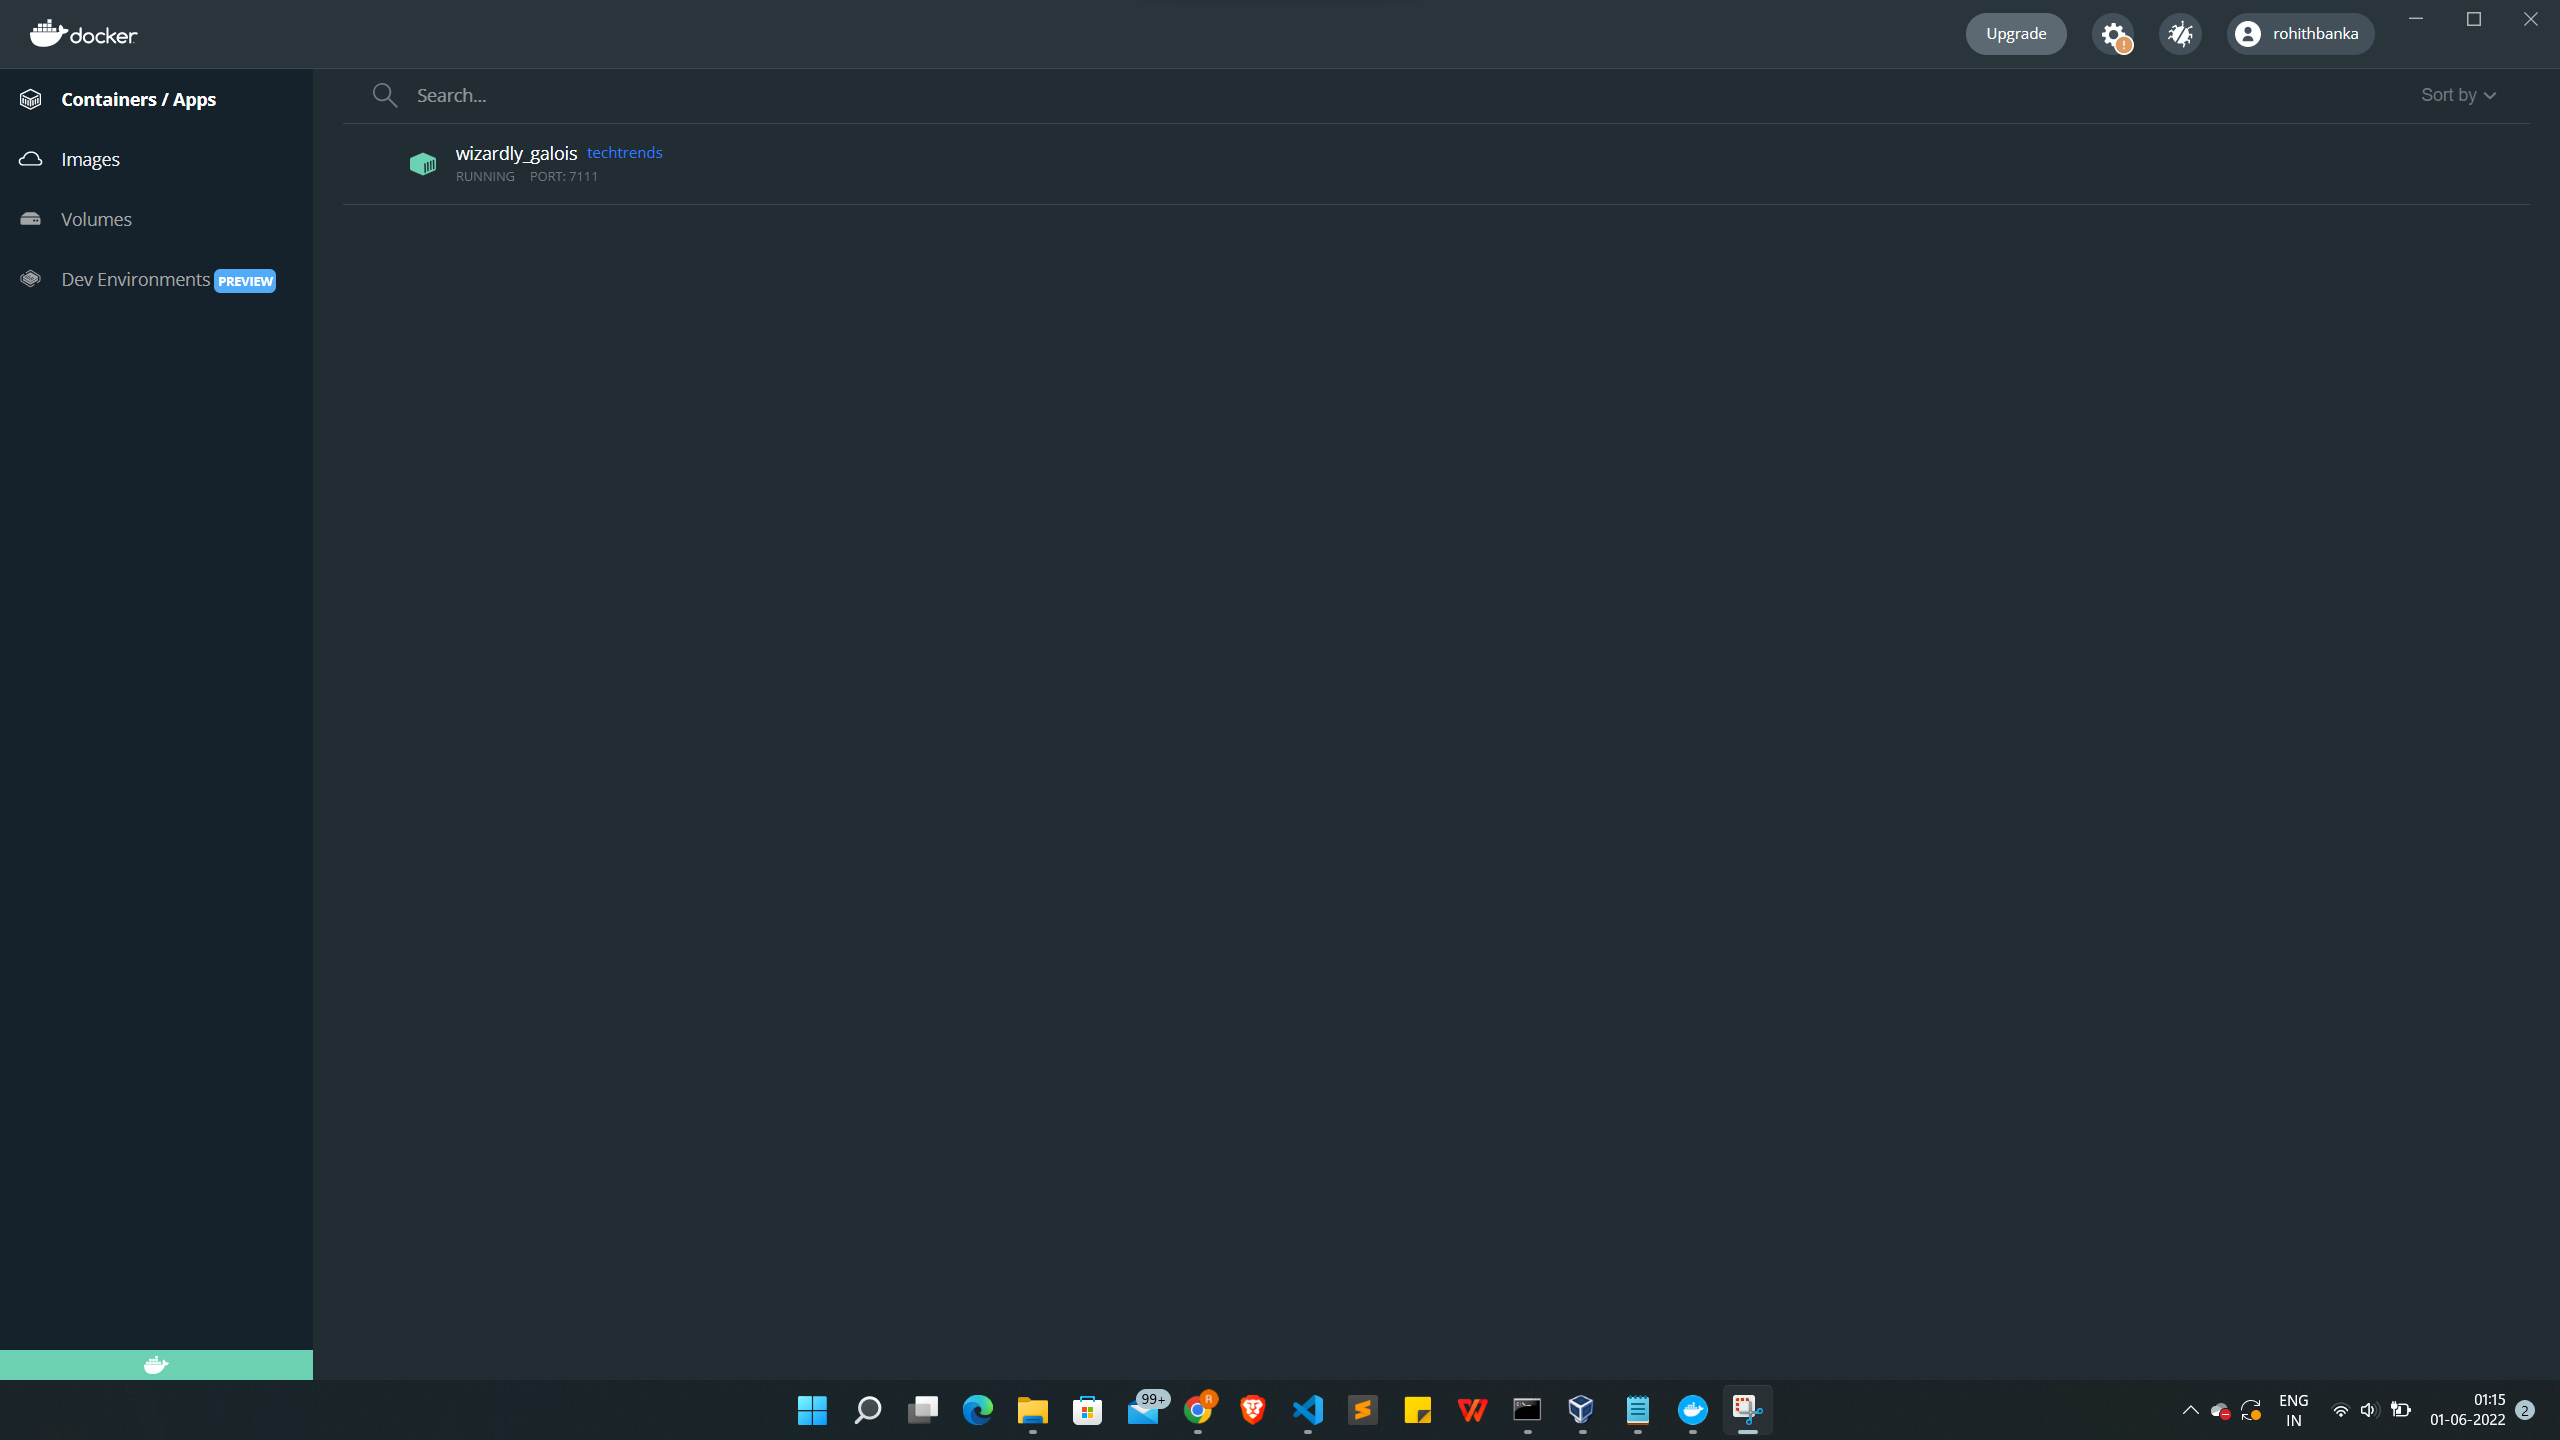 docker
Upgrade
rohithbanka
Containers / Apps
Images
Volumes
Dev Environments PREVIEW
Search...
Sort by
wizardly_galois techtrends
RUNNING PORT: 7111
99+
R
ENG
IN
01:15
01-06-2022
2